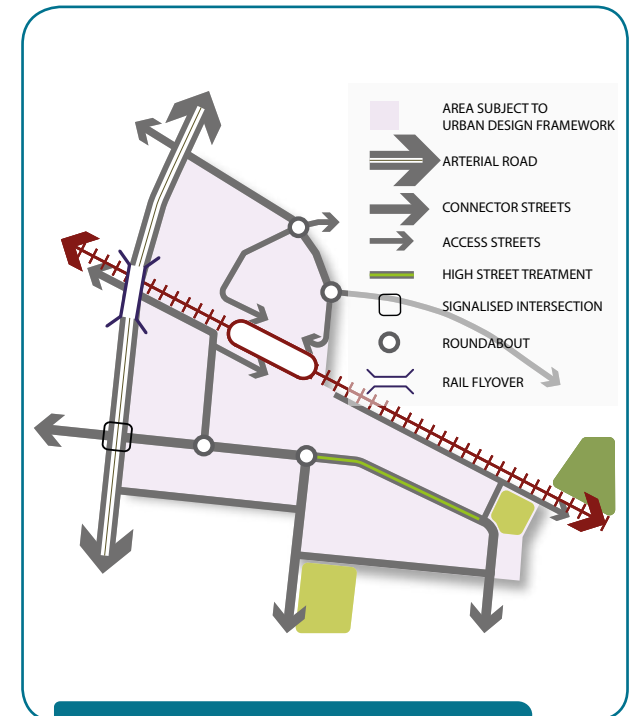 AREA SUBJECT TO
URBAN DESIGN FRAMEWORK
ARTERIAL ROAD
CONNECTOR STREETS
ACCESS STREETS
HIGH STREET TREATMENT
SIGNALISED INTERSECTION
ROUNDABOUT
RAIL FLYOVER